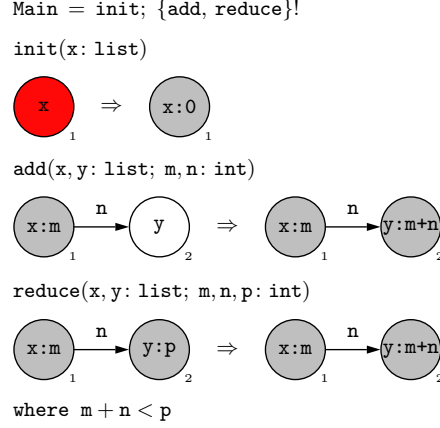 Main = init; {add, reduce}!
init(x: list)
x ⇒ x:0
1 1
add(x, y: list; m, n: int)
n n
x:m y ⇒ x:m y:m+n
1 2 1 2
reduce(x, y: list; m, n, p: int)
n n
x:m y:p ⇒ x:m y:m+n
1 2 1 2
where m + n < p